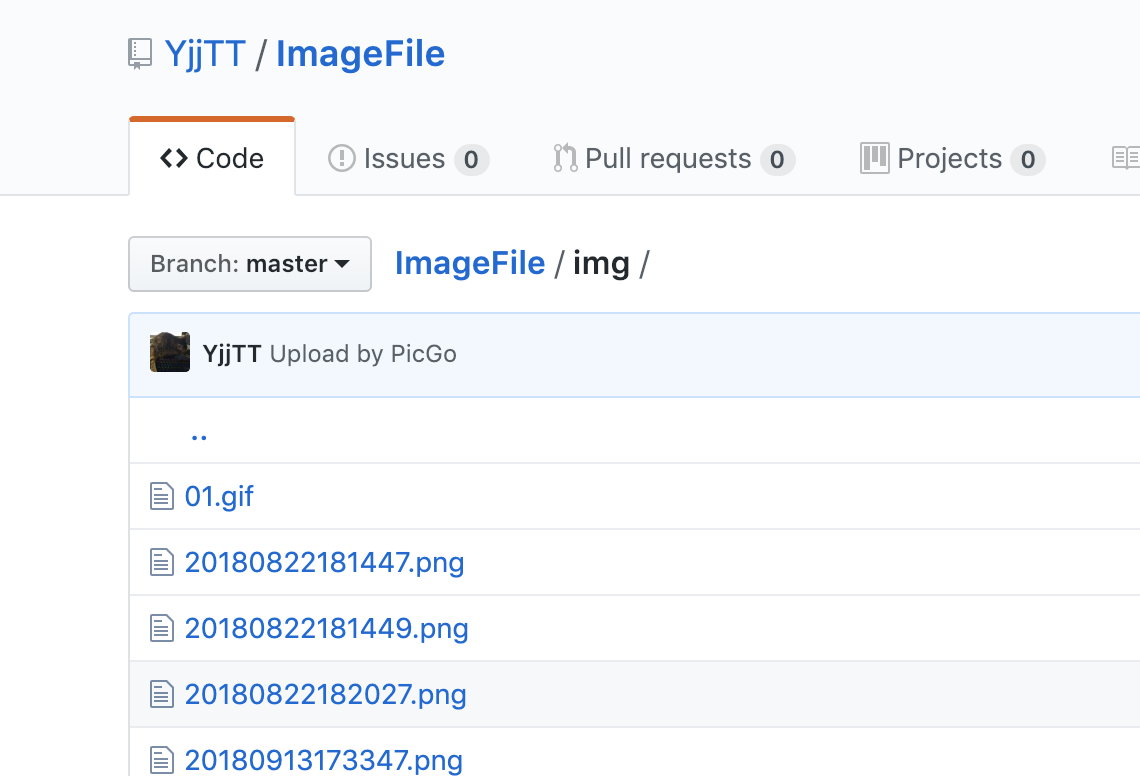 YjjTT / ImageFile
Code Issues 0 Pull requests 0 Projects 0
Branch: master ImageFile / img /
YjjTT Upload by PicGo
..
01.gif
20180822181447.png
20180822181449.png
20180822182027.png
20180913173347.png